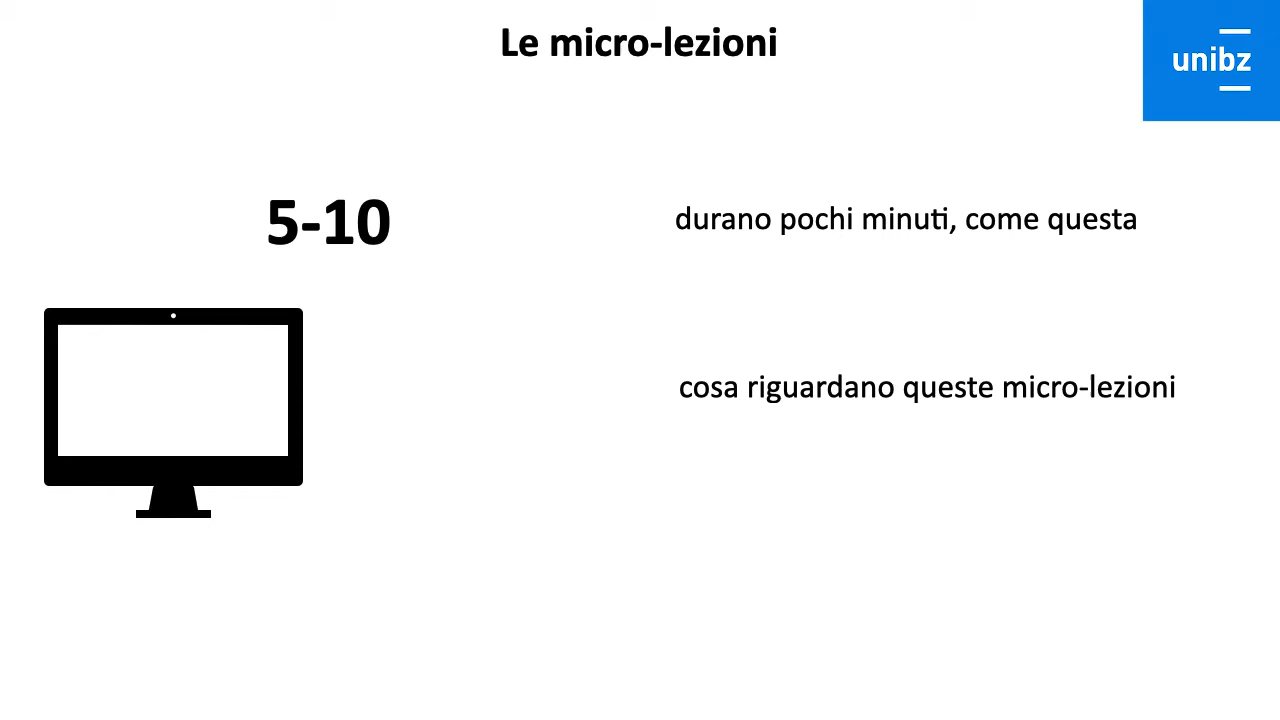 Le micro-lezioni
unibz
5-10
durano pochi minuti, come questa
cosa riguardano queste micro-lezioni